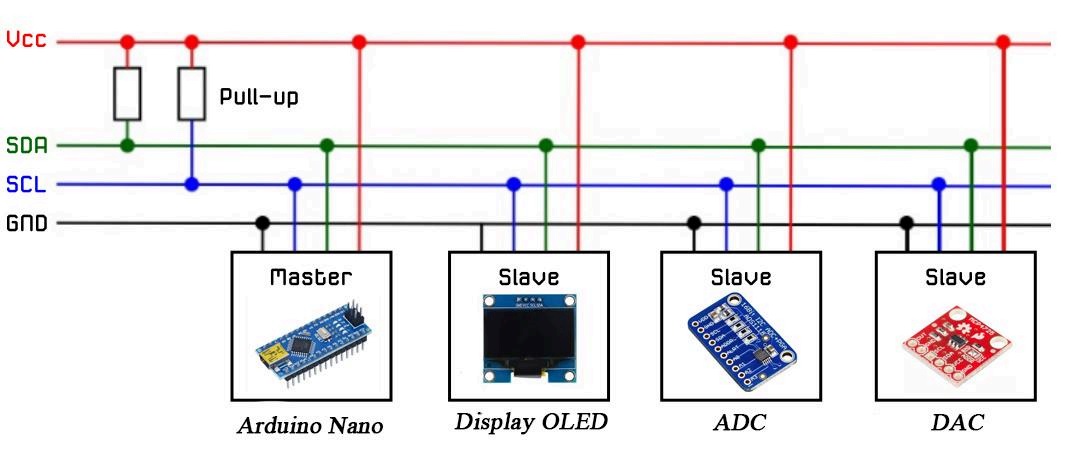 Vcc
Pull-up
SDA
SCL
GND
Master
Slave
Slave
Slave
Arduino Nano
Display OLED
ADC
DAC